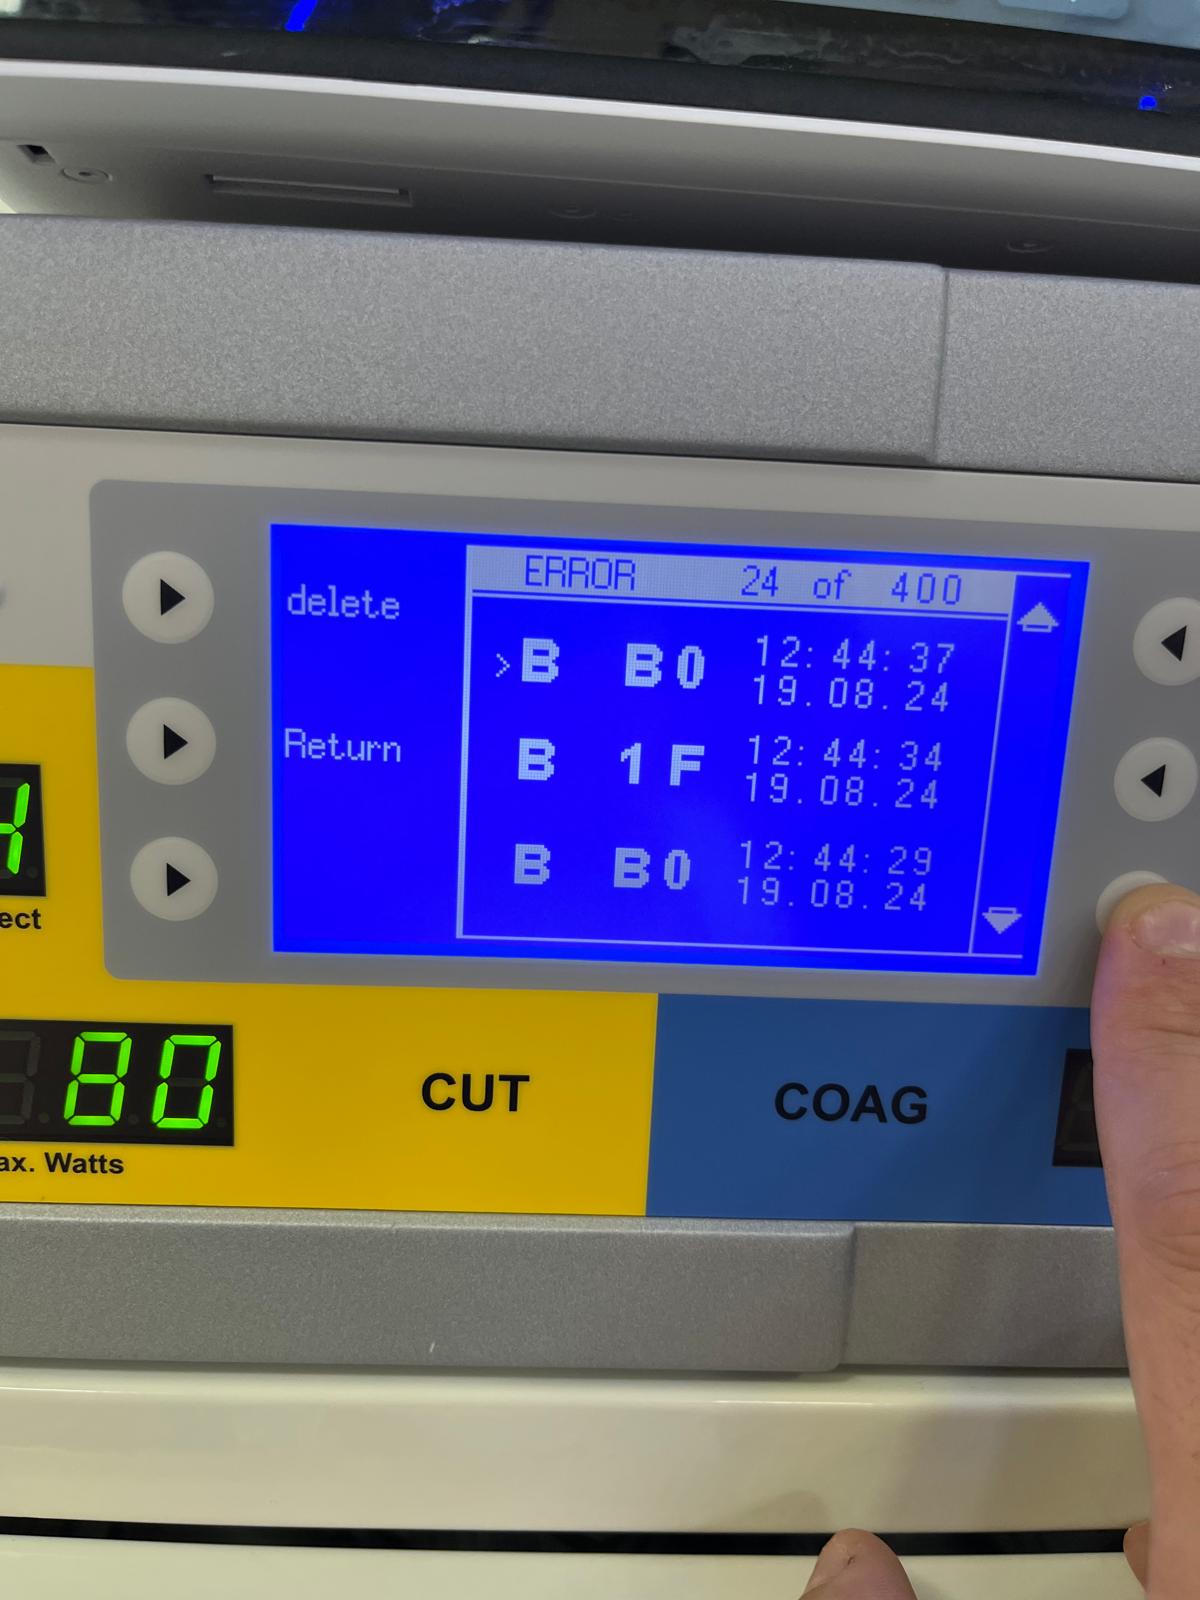 delete
Return
ERROR 24 of 400
>B B0 12:44:37
19.08.24
B 1F 12:44:34
19.08.24
B B0 12:44:29
19.08.24
ect
80
ax. Watts
CUT
COAG